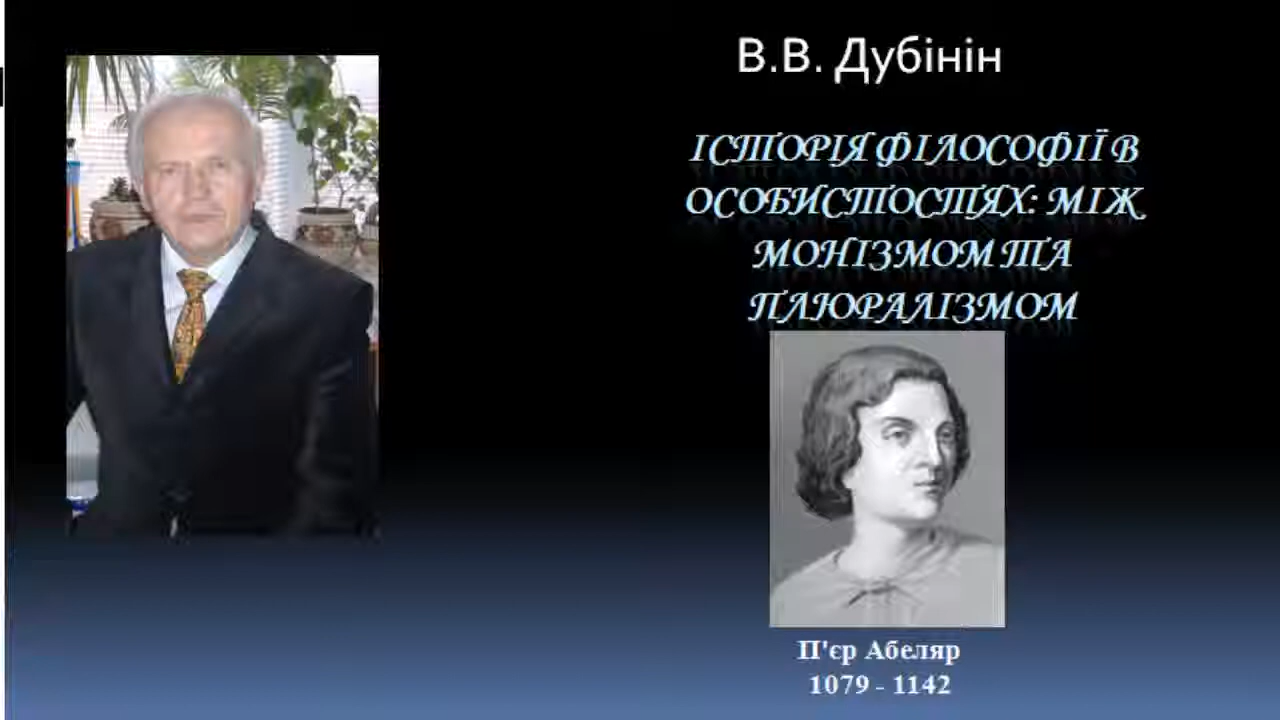 В.В. Дубінін
ІСТОРІЯ ФІЛОСОФІЇ В
ОСОБИСТОСТЯХ: МІЖ
МОНІЗМОМ ТА
ПЛЮРАЛІЗМОМ
П'єр Абеляр
1079 - 1142